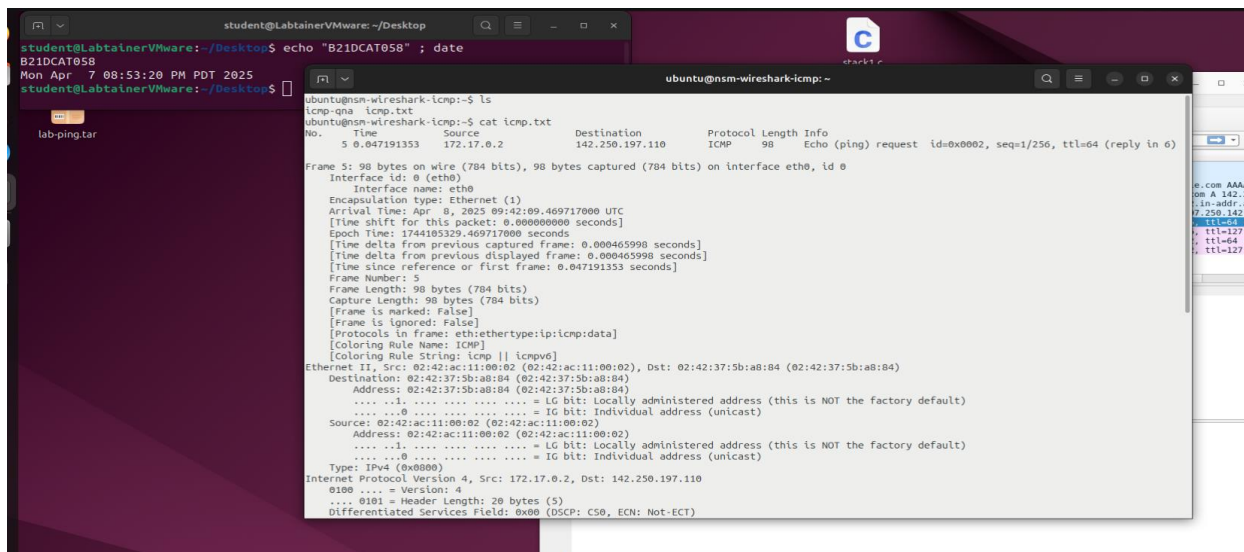 student@LabtainerVMware: ~/Desktop
student@LabtainerVMware:~/Desktop$ echo "B21DCAT058" ; date
B21DCAT058
Mon Apr 7 08:53:20 PM PDT 2025
student@LabtainerVMware:~/Desktop$
lab-ping.tar
C
stack1.c
ubuntu@nsm-wireshark-icmp: ~
ubuntu@nsm-wireshark-icmp:~$ ls
icmp-qna icmp.txt
ubuntu@nsm-wireshark-icmp:~$ cat icmp.txt
No. Time Source Destination Protocol Length Info
5 0.047191353 172.17.0.2 142.250.197.110 ICMP 98 Echo (ping) request id=0x0002, seq=1/256, ttl=64 (reply in 6)
Frame 5: 98 bytes on wire (784 bits), 98 bytes captured (784 bits) on interface eth0, id 0
Interface id: 0 (eth0)
Interface name: eth0
Encapsulation type: Ethernet (1)
Arrival Time: Apr 8, 2025 09:42:09.469717000 UTC
[Time shift for this packet: 0.000000000 seconds]
Epoch Time: 1744105329.469717000 seconds
[Time delta from previous captured frame: 0.000465998 seconds]
[Time delta from previous displayed frame: 0.000465998 seconds]
[Time since reference or first frame: 0.047191353 seconds]
Frame Number: 5
Frame Length: 98 bytes (784 bits)
Capture Length: 98 bytes (784 bits)
[Frame is marked: False]
[Frame is ignored: False]
[Protocols in frame: eth:ethertype:ip:icmp:data]
[Coloring Rule Name: ICMP]
[Coloring Rule String: icmp || icmpv6]
Ethernet II, Src: 02:42:ac:11:00:02 (02:42:ac:11:00:02), Dst: 02:42:37:5b:a8:84 (02:42:37:5b:a8:84)
Destination: 02:42:37:5b:a8:84 (02:42:37:5b:a8:84)
Address: 02:42:37:5b:a8:84 (02:42:37:5b:a8:84)
.... ..1. .... .... .... .... = LG bit: Locally administered address (this is NOT the factory default)
.... ...0 .... .... .... .... = IG bit: Individual address (unicast)
Source: 02:42:ac:11:00:02 (02:42:ac:11:00:02)
Address: 02:42:ac:11:00:02 (02:42:ac:11:00:02)
.... ..1. .... .... .... .... = LG bit: Locally administered address (this is NOT the factory default)
.... ...0 .... .... .... .... = IG bit: Individual address (unicast)
Type: IPv4 (0x0800)
Internet Protocol Version 4, Src: 172.17.0.2, Dst: 142.250.197.110
0100 .... = Version: 4
.... 0101 = Header Length: 20 bytes (5)
Differentiated Services Field: 0x00 (DSCP: CS0, ECN: Not-ECT)
e.com AAA
com A 142.
.in-addr.
7.250.142
, ttl=64
, ttl=127
, ttl=64
, ttl=127